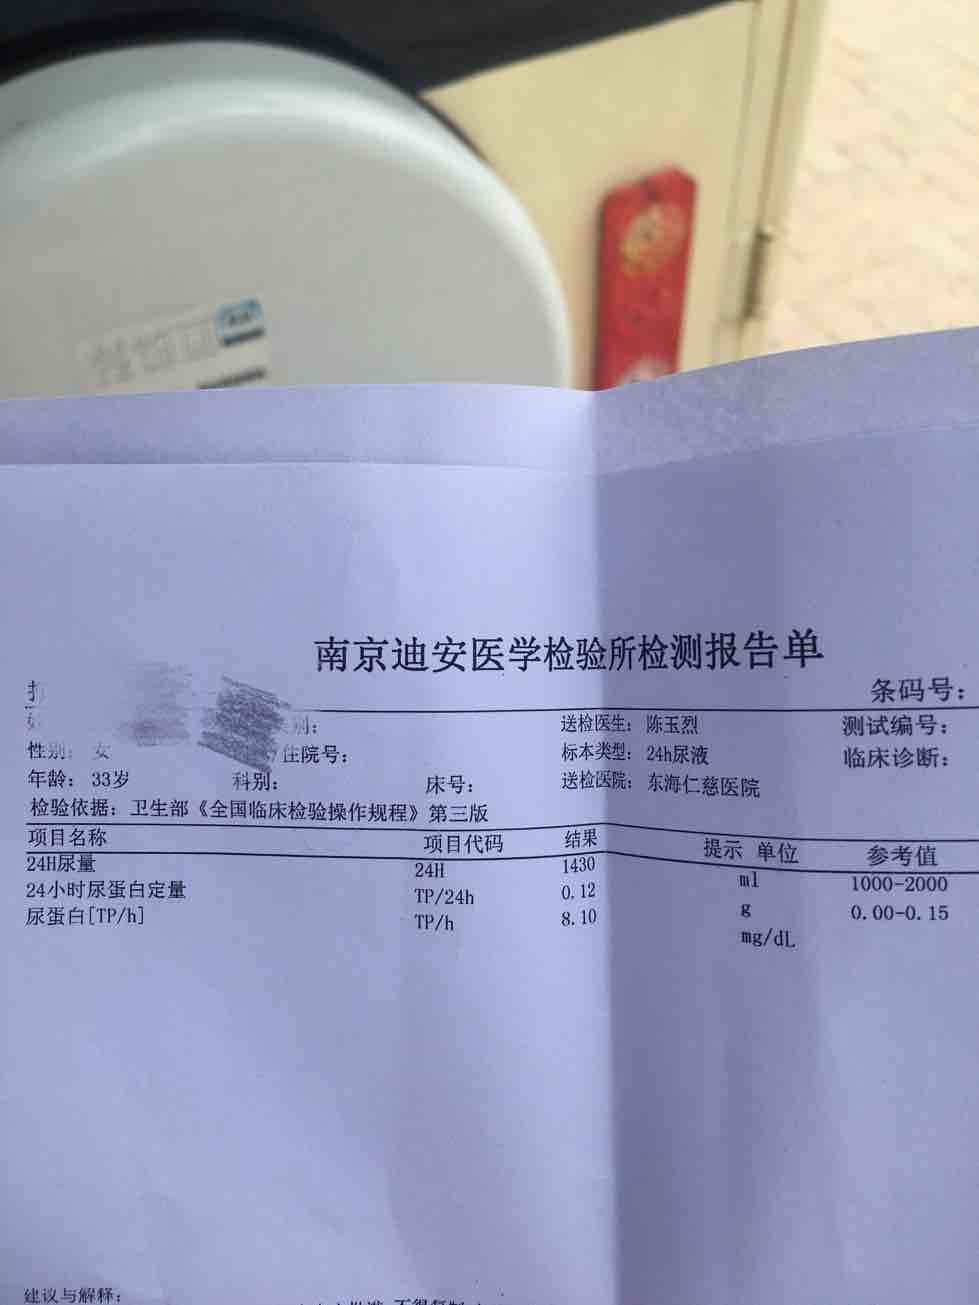 南京迪安医学检验所检测报告单
条码号：
别： 送检医生： 陈玉烈 测试编号：
性别： 女 住院号： 标本类型： 24h尿液 临床诊断：
年龄： 33岁 科别： 床号： 送检医院： 东海仁慈医院
检验依据：卫生部《全国临床检验操作规程》第三版
项目名称 项目代码 结果 提示 单位 参考值
24H尿量 24H 1430 ml 1000-2000
24小时尿蛋白定量 TP/24h 0.12 g 0.00-0.15
尿蛋白[TP/h] TP/h 8.10 mg/dL
建议与解释：